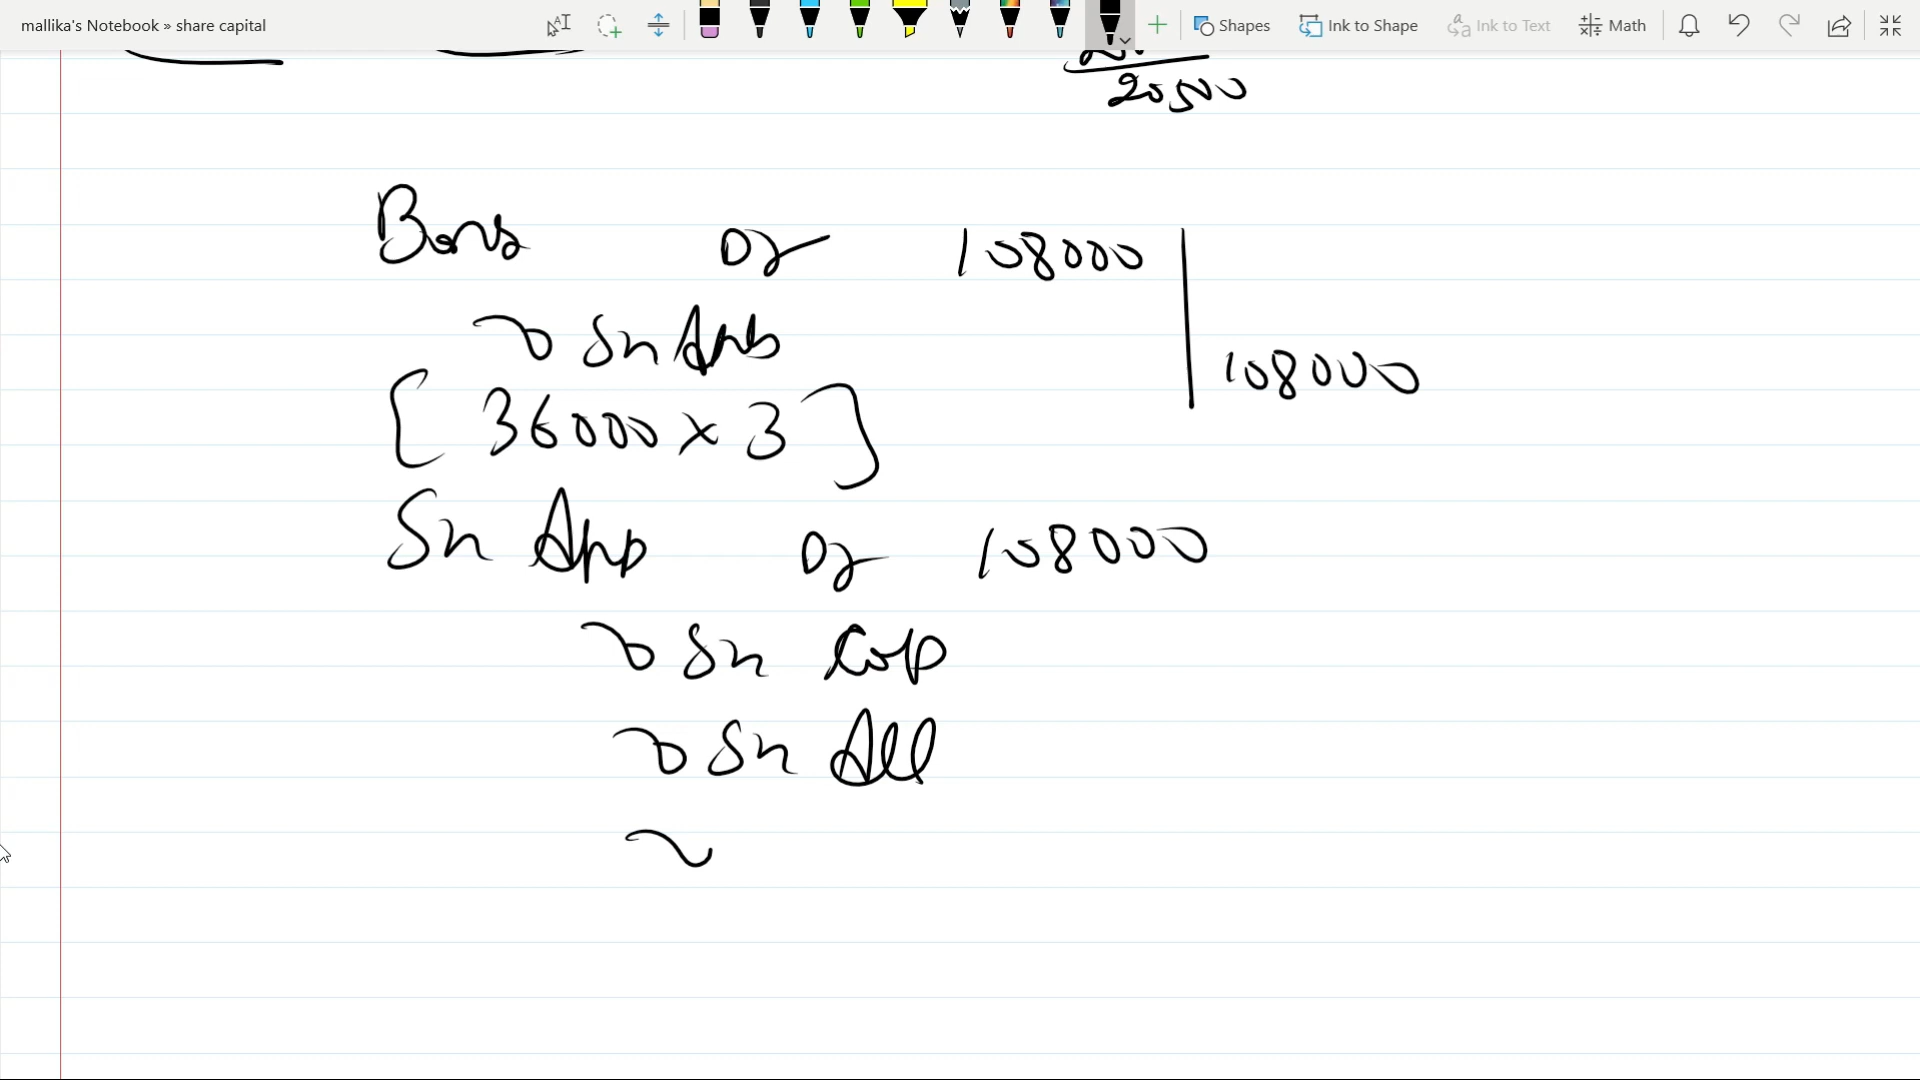 mallika's Notebook » share capital
Shapes Ink to Shape Ink to Text Math
20500
Bank Dr 108000
To Sh App
108000
[36000 x 3]
Sh App Dr 108000
To Sh Cap
To Sh All